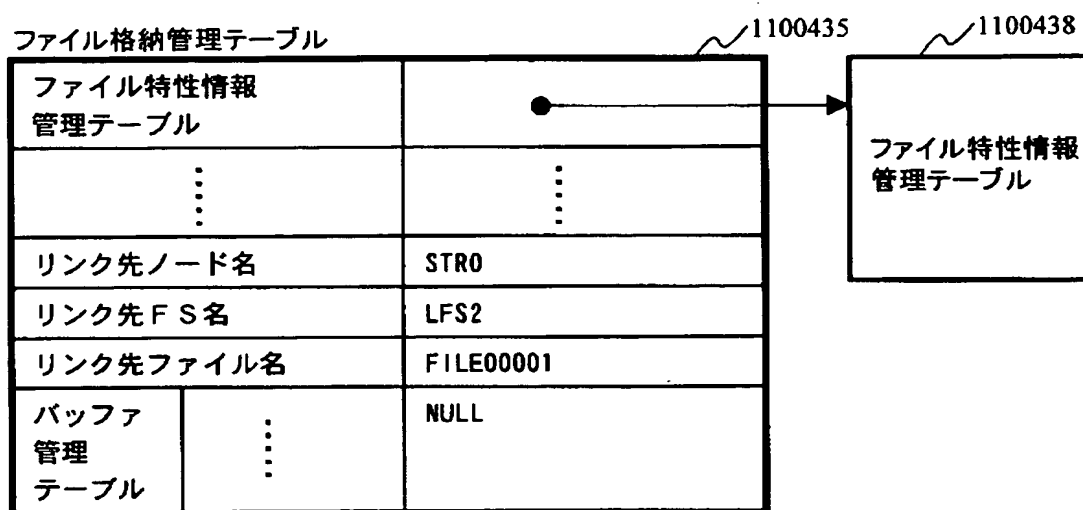 ファイル格納管理テーブル
1100435
1100438
ファイル特性情報
管理テーブル
ファイル特性情報
管理テーブル
リンク先ノード名
STR0
リンク先FS名
LFS2
リンク先ファイル名
FILE00001
バッファ
管理
テーブル
NULL